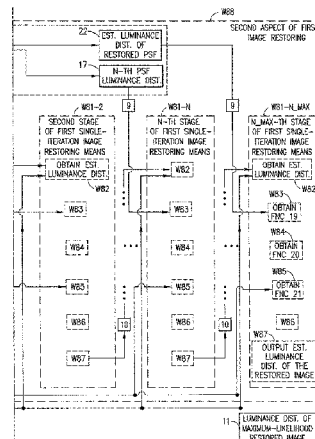 W88
22
EST. LUMINANCE
DIST. OF
RESTORED PSF
SECOND ASPECT OF FIRST
IMAGE RESTORING
17
N-TH PSF
LUMINANCE DIST.
9
9
W81-2
W81-N
W81-N_MAX
SECOND STAGE
OF FIRST SINGLE-
ITERATION IMAGE
RESTORING MEANS
N-TH STAGE
OF FIRST SINGLE-
ITERATION IMAGE
RESTORING MEANS
N_MAX-TH STAGE
OF FIRST SINGLE-
ITERATION IMAGE
RESTORING MEANS
OBTAIN EST.
LUMINANCE DIST.
W82
W82
OBTAIN EST.
LUMINANCE DIST.
W82
W83
W83
W83
OBTAIN
FNC 19
W84
W84
W84
OBTAIN
FNC 20
W85
W85
W85
OBTAIN
FNC 21
W86
W86
W86
W87
W87
W87
OUTPUT EST.
LUMINANCE
DIST. OF THE
RESTORED IMAGE
10
10
11
LUMINANCE DIST. OF
MAXIMUM-LIKELIHOOD
RESTORED IMAGE